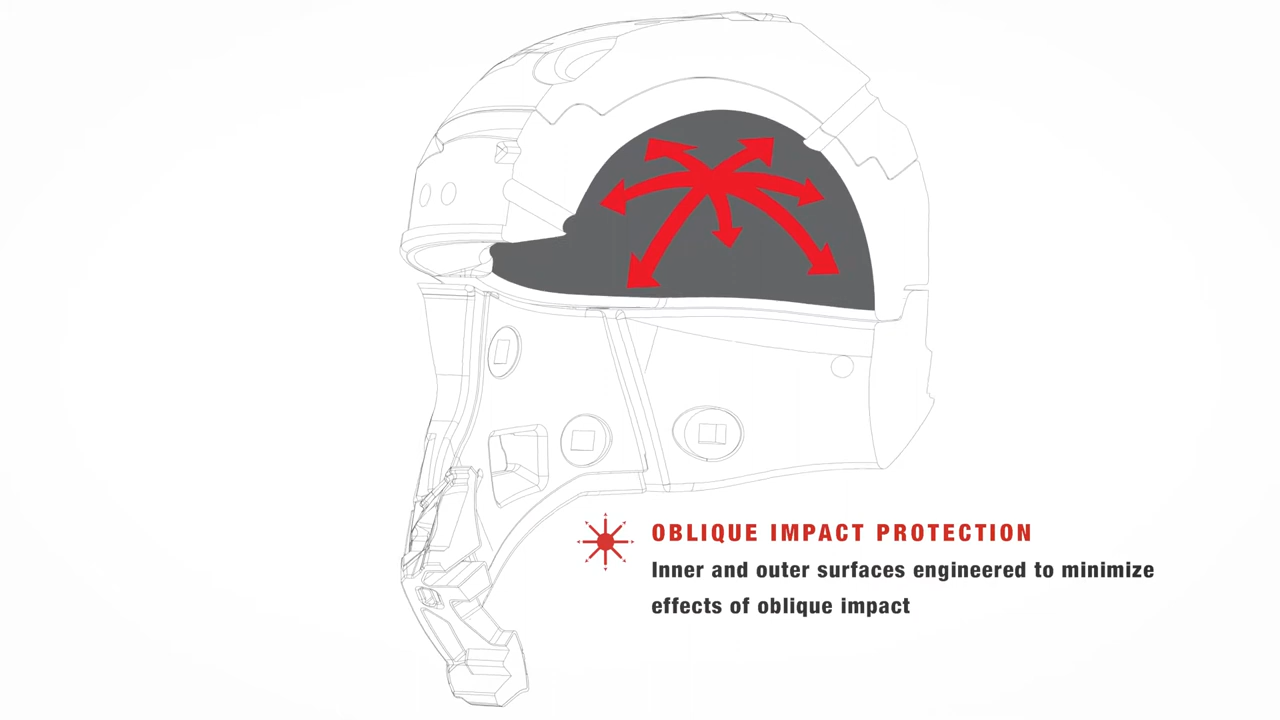 OBLIQUE IMPACT PROTECTION
Inner and outer surfaces engineered to minimize
effects of oblique impact